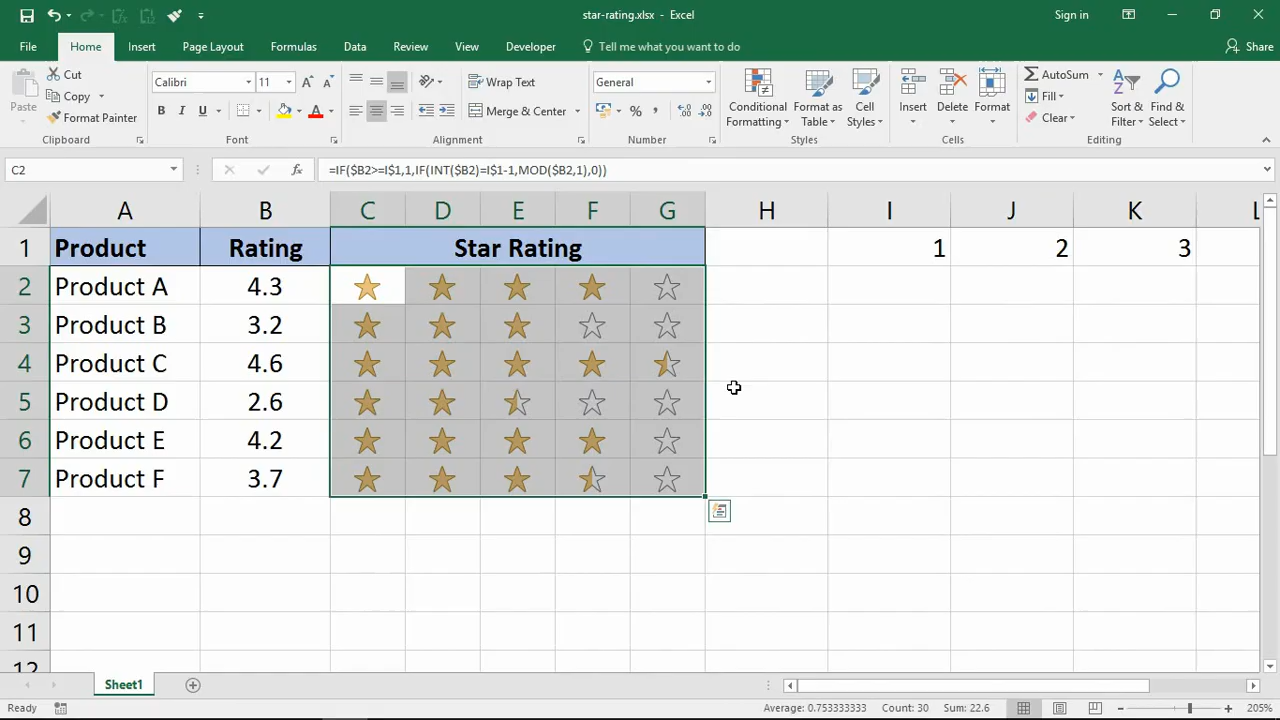 star-rating.xlsx - Excel
Sign in
File Home Insert Page Layout Formulas Data Review View Developer Tell me what you want to do Share
Paste
Cut
Copy
Format Painter
Clipboard
Calibri 11
B I U
Font
Wrap Text
Merge & Center
Alignment
General
%
Number
Conditional Formatting
Format as Table
Cell Styles
Styles
Insert Delete Format
Cells
AutoSum
Fill
Clear
Sort & Filter
Find & Select
Editing
C2 fx =IF($B2>=I$1,1,IF(INT($B2)=I$1-1,MOD($B2,1),0))
A B C D E F G H I J K L
1 Product Rating Star Rating 1 2 3
2 Product A 4.3
3 Product B 3.2
4 Product C 4.6
5 Product D 2.6
6 Product E 4.2
7 Product F 3.7
8
9
10
11
12
Sheet1
Ready Average: 0.753333333 Count: 30 Sum: 22.6 205%